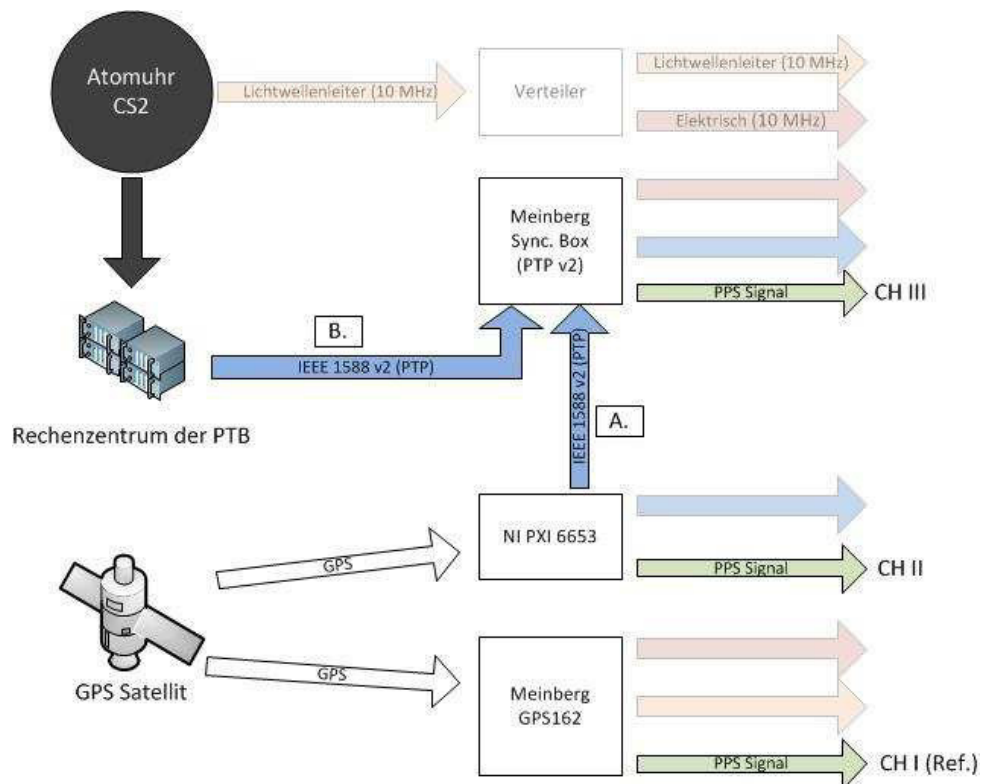 Atomuhr
CS2
Lichtwellenleiter (10 MHz)
Verteiler
Lichtwellenleiter (10 MHz)
Elektrisch (10 MHz)
Meinberg
Sync. Box
(PTP v2)
PPS Signal
CH III
B.
IEEE 1588 v2 (PTP)
IEEE 1588 v2 (PTP)
A.
Rechenzentrum der PTB
NI PXI 6653
GPS
PPS Signal
CH II
GPS
GPS Satellit
Meinberg
GPS162
PPS Signal
CH I (Ref.)